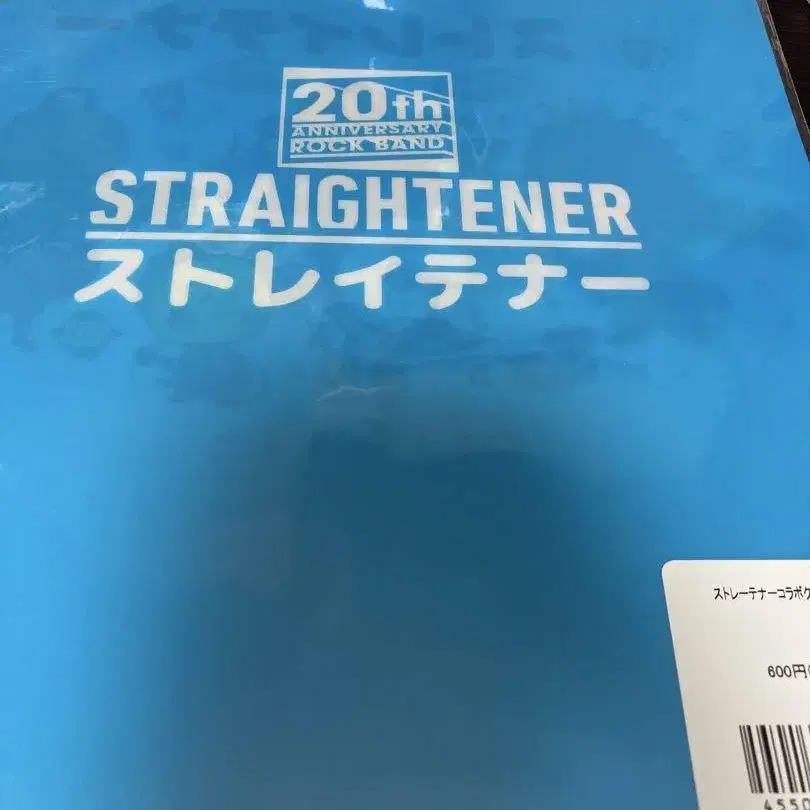 20th
ANNIVERSARY
ROCK BAND
STRAIGHTENER
ストレイテナー
ストレーテナーコラボク
600円
4550